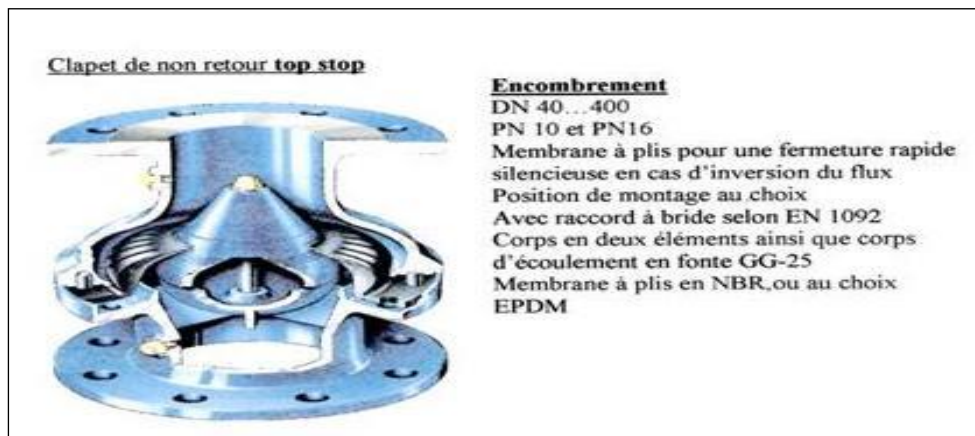 Clapet de non retour top stop
Encombrement
DN 40...400
PN 10 et PN16
Membrane à plis pour une fermeture rapide
silencieuse en cas d'inversion du flux
Position de montage au choix
Avec raccord à bride selon EN 1092
Corps en deux éléments ainsi que corps
d'écoulement en fonte GG-25
Membrane à plis en NBR,ou au choix
EPDM